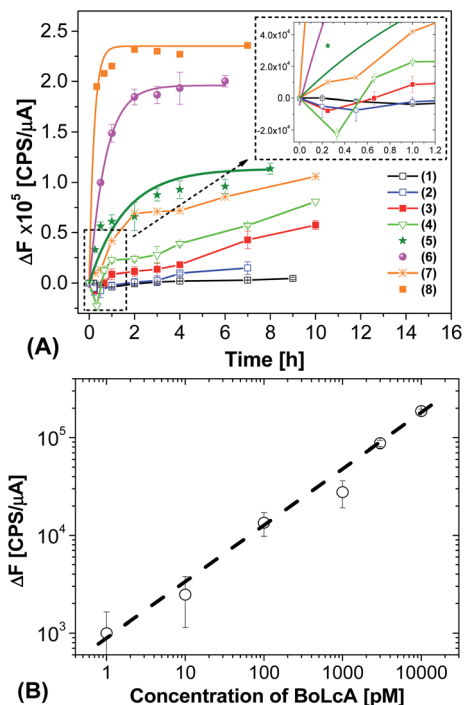 ΔF x10⁵ [CPS/μA]
2.5
2.0
1.5
1.0
0.5
0.0
4.0x10⁴
2.0x10⁴
0.0
-2.0x10⁴
0.0 0.2 0.4 0.6 0.8 1.0 1.2
(1)
(2)
(3)
(4)
(5)
(6)
(7)
(8)
0 2 4 6 8 10 12 14 16
(A)
Time [h]
ΔF [CPS/μA]
10⁵
10⁴
10³
1 10 100 1000 10000
(B)
Concentration of BoLcA [pM]